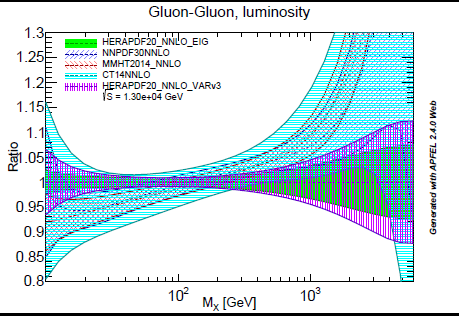 Gluon-Gluon, luminosity
HERAPDF20_NNLO_EIG
NNPDF30NNLO
MMHT2014_NNLO
CT14NNLO
HERAPDF20_NNLO_VARv3
√S = 1.30e+04 GeV
1.3
1.25
1.2
1.15
1.1
1.05
1
0.95
0.9
0.85
0.8
Ratio
10²
10³
Mₓ [GeV]
Generated with APFEL 2.4.0 Web